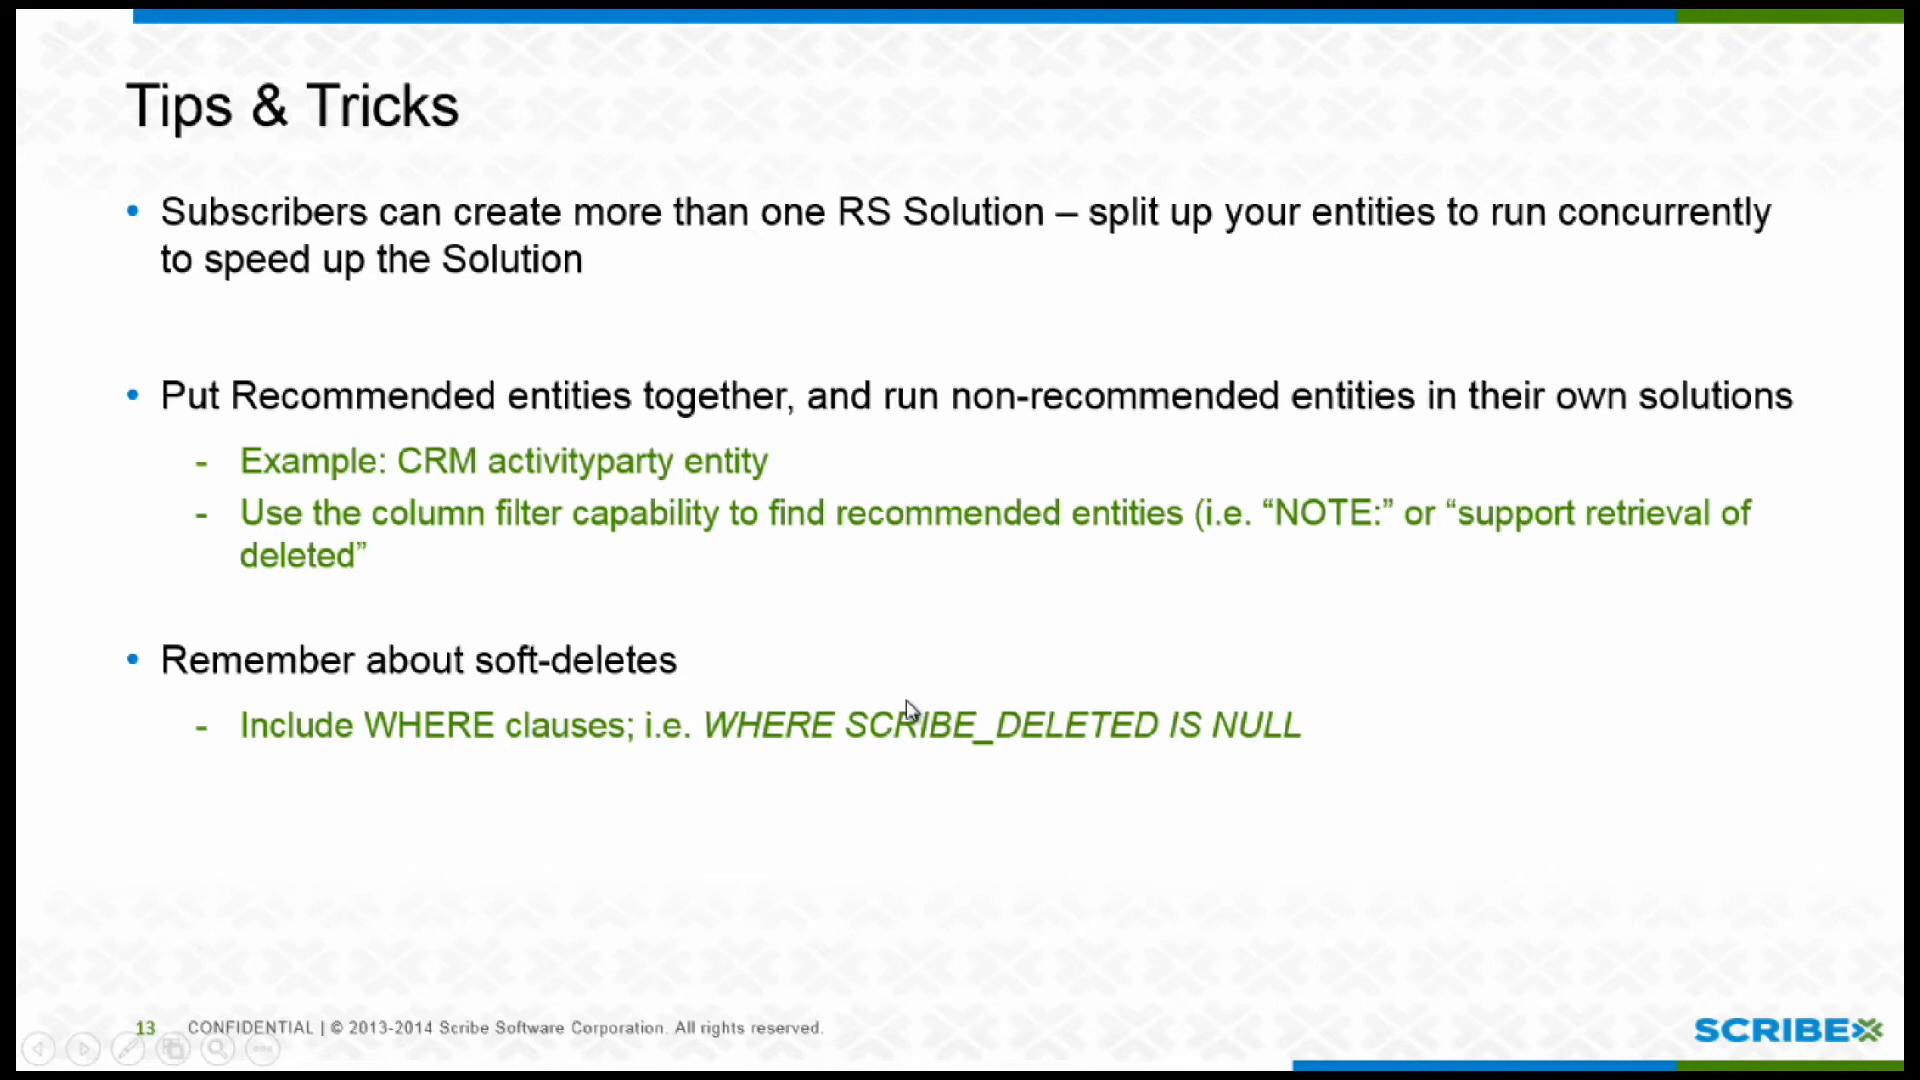 Tips & Tricks
• Subscribers can create more than one RS Solution – split up your entities to run concurrently
to speed up the Solution
• Put Recommended entities together, and run non-recommended entities in their own solutions
- Example: CRM activityparty entity
- Use the column filter capability to find recommended entities (i.e. “NOTE:” or “support retrieval of
deleted”
• Remember about soft-deletes
- Include WHERE clauses; i.e. WHERE SCRIBE_DELETED IS NULL
13 CONFIDENTIAL | © 2013-2014 Scribe Software Corporation. All rights reserved.
SCRIBE